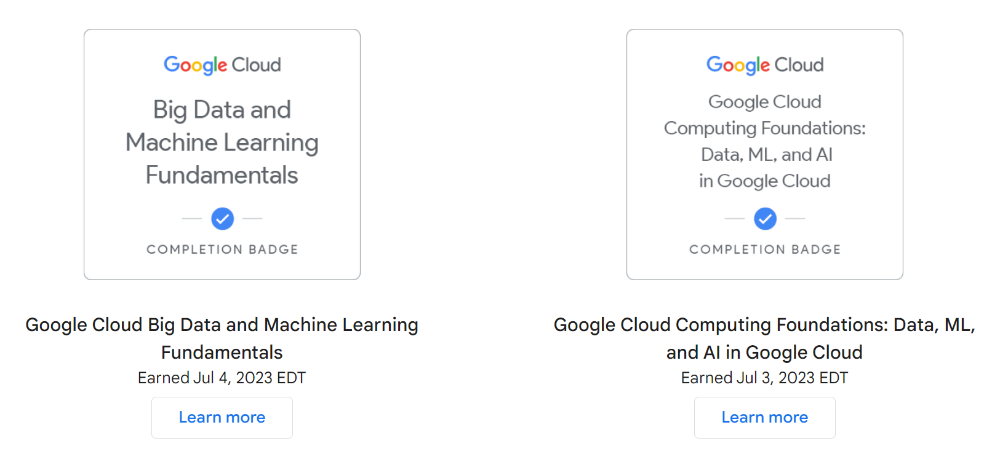 Google Cloud
Big Data and
Machine Learning
Fundamentals
COMPLETION BADGE
Google Cloud Big Data and Machine Learning
Fundamentals
Earned Jul 4, 2023 EDT
Learn more
Google Cloud
Google Cloud
Computing Foundations:
Data, ML, and AI
in Google Cloud
COMPLETION BADGE
Google Cloud Computing Foundations: Data, ML,
and AI in Google Cloud
Earned Jul 3, 2023 EDT
Learn more